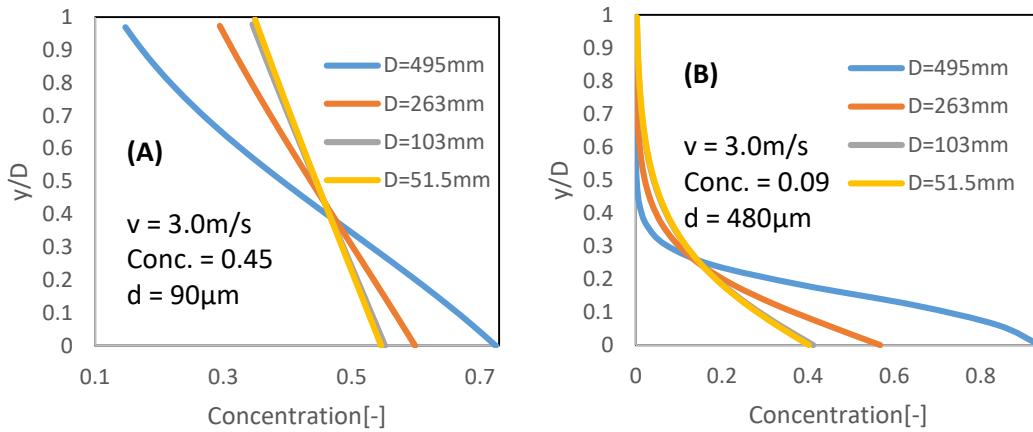 1
0.9
0.8
0.7
0.6
0.5
0.4
0.3
0.2
0.1
0
y/D
0.1
0.3
0.5
0.7
Concentration[-]
D=495mm
D=263mm
D=103mm
D=51.5mm
(A)
v = 3.0m/s
Conc. = 0.45
d = 90µm
1
0.9
0.8
0.7
0.6
0.5
0.4
0.3
0.2
0.1
0
y/D
0
0.2
0.4
0.6
0.8
Concentration[-]
D=495mm
D=263mm
D=103mm
D=51.5mm
(B)
v = 3.0m/s
Conc. = 0.09
d = 480µm